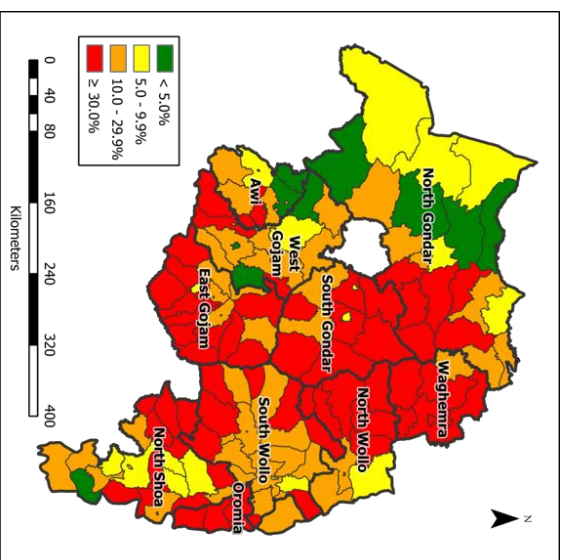 N
North Gondar
Waghemra
North Wollo
South Gondar
West
Gojam
Awi
East Gojam
South Wollo
Oromia
North Shoa
< 5.0%
5.0 - 9.9%
10.0 - 29.9%
≥ 30.0%
0 40 80 160 240 320 400
Kilometers